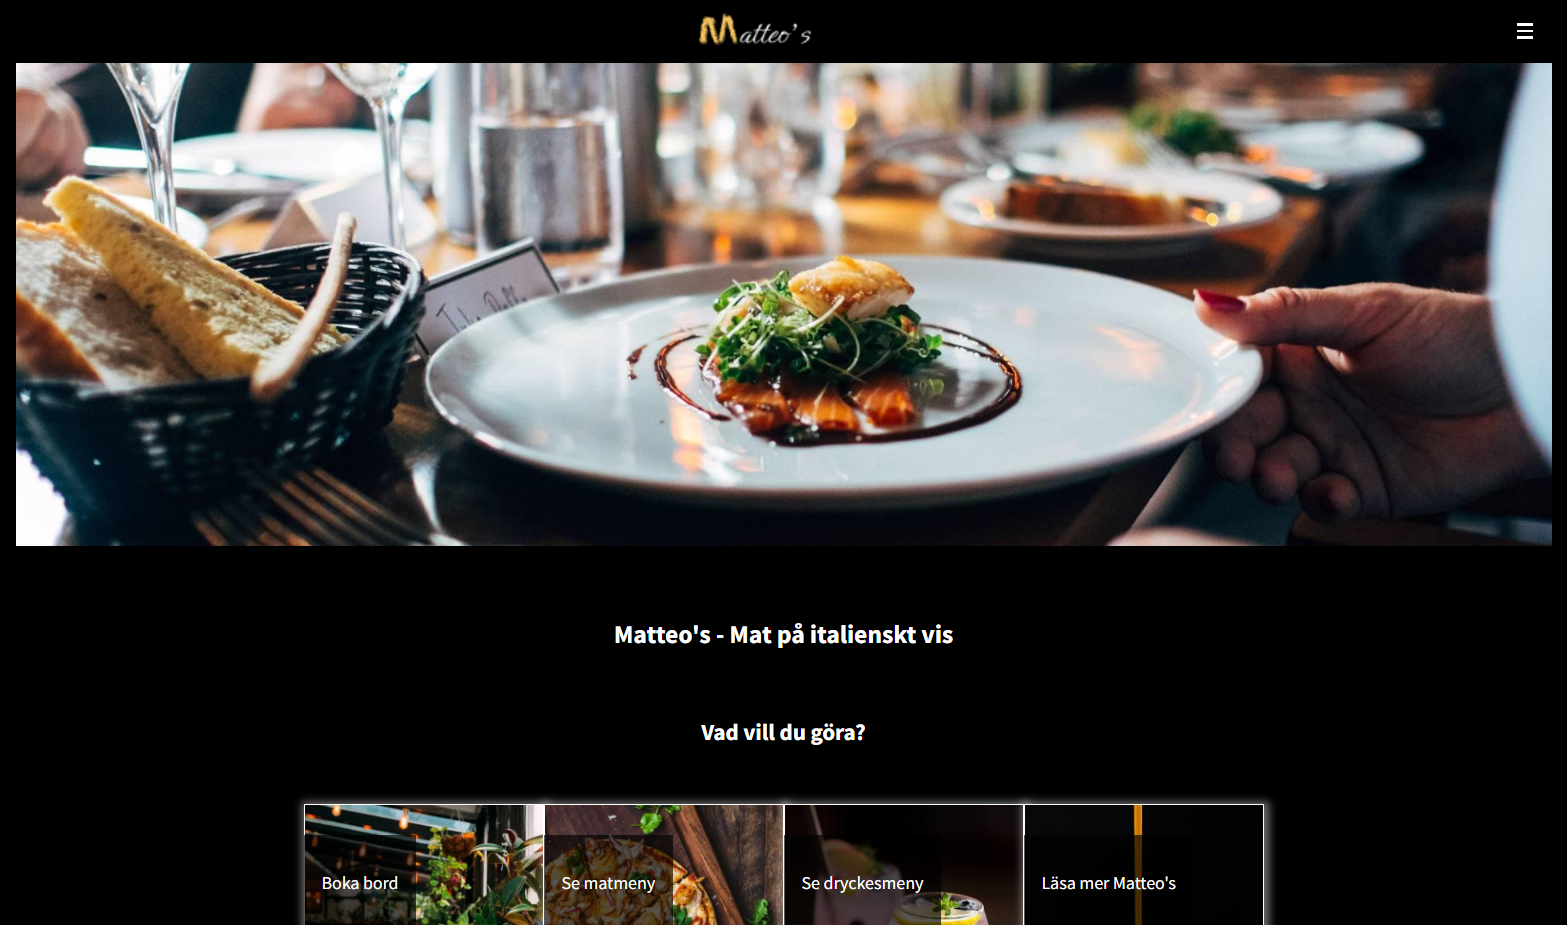 Matteo's
Matteo's - Mat på italienskt vis
Vad vill du göra?
Boka bord
Se matmeny
Se dryckesmeny
Läsa mer Matteo's